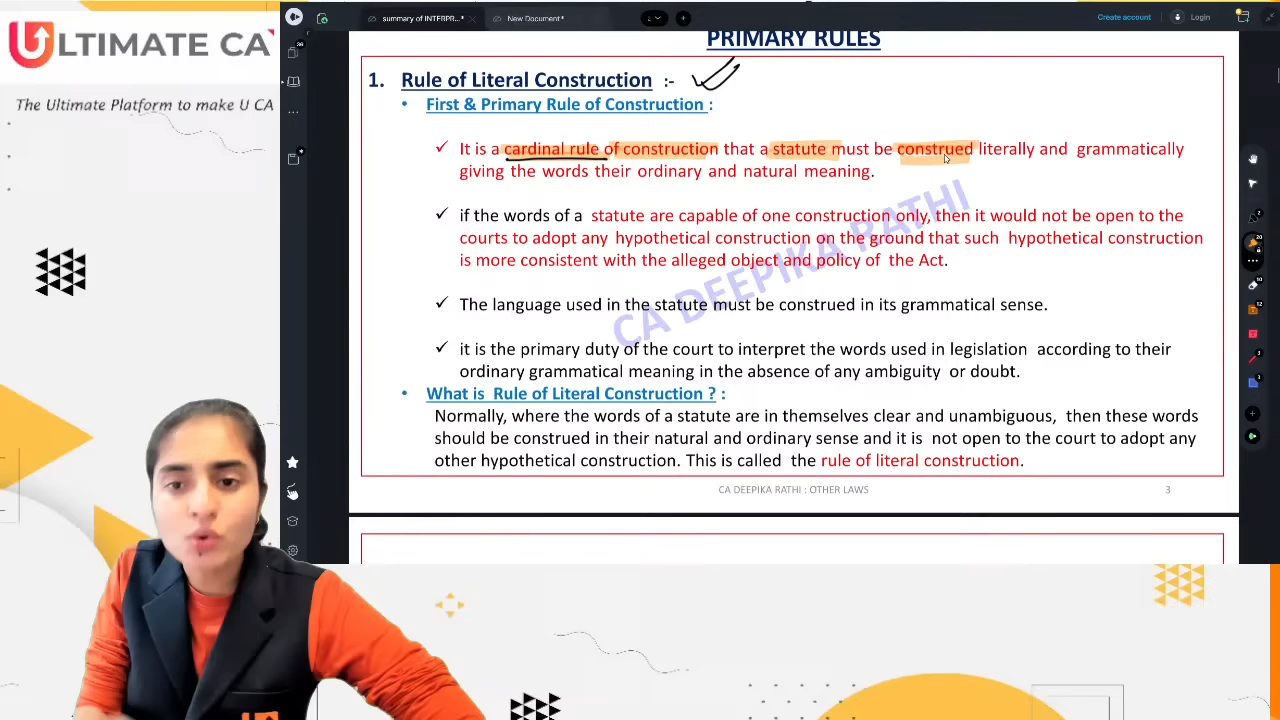 ULTIMATE CA
The Ultimate Platform to make U CA
summary of INTERPR...*
New Document*
Create account
Login
PRIMARY RULES
1. Rule of Literal Construction :-
• First & Primary Rule of Construction :
✓ It is a cardinal rule of construction that a statute must be construed literally and grammatically
giving the words their ordinary and natural meaning.
✓ if the words of a statute are capable of one construction only, then it would not be open to the
courts to adopt any hypothetical construction on the ground that such hypothetical construction
is more consistent with the alleged object and policy of the Act.
✓ The language used in the statute must be construed in its grammatical sense.
✓ it is the primary duty of the court to interpret the words used in legislation according to their
ordinary grammatical meaning in the absence of any ambiguity or doubt.
• What is Rule of Literal Construction ? :
Normally, where the words of a statute are in themselves clear and unambiguous, then these words
should be construed in their natural and ordinary sense and it is not open to the court to adopt any
other hypothetical construction. This is called the rule of literal construction.
CA DEEPIKA RATHI
CA DEEPIKA RATHI : OTHER LAWS
3